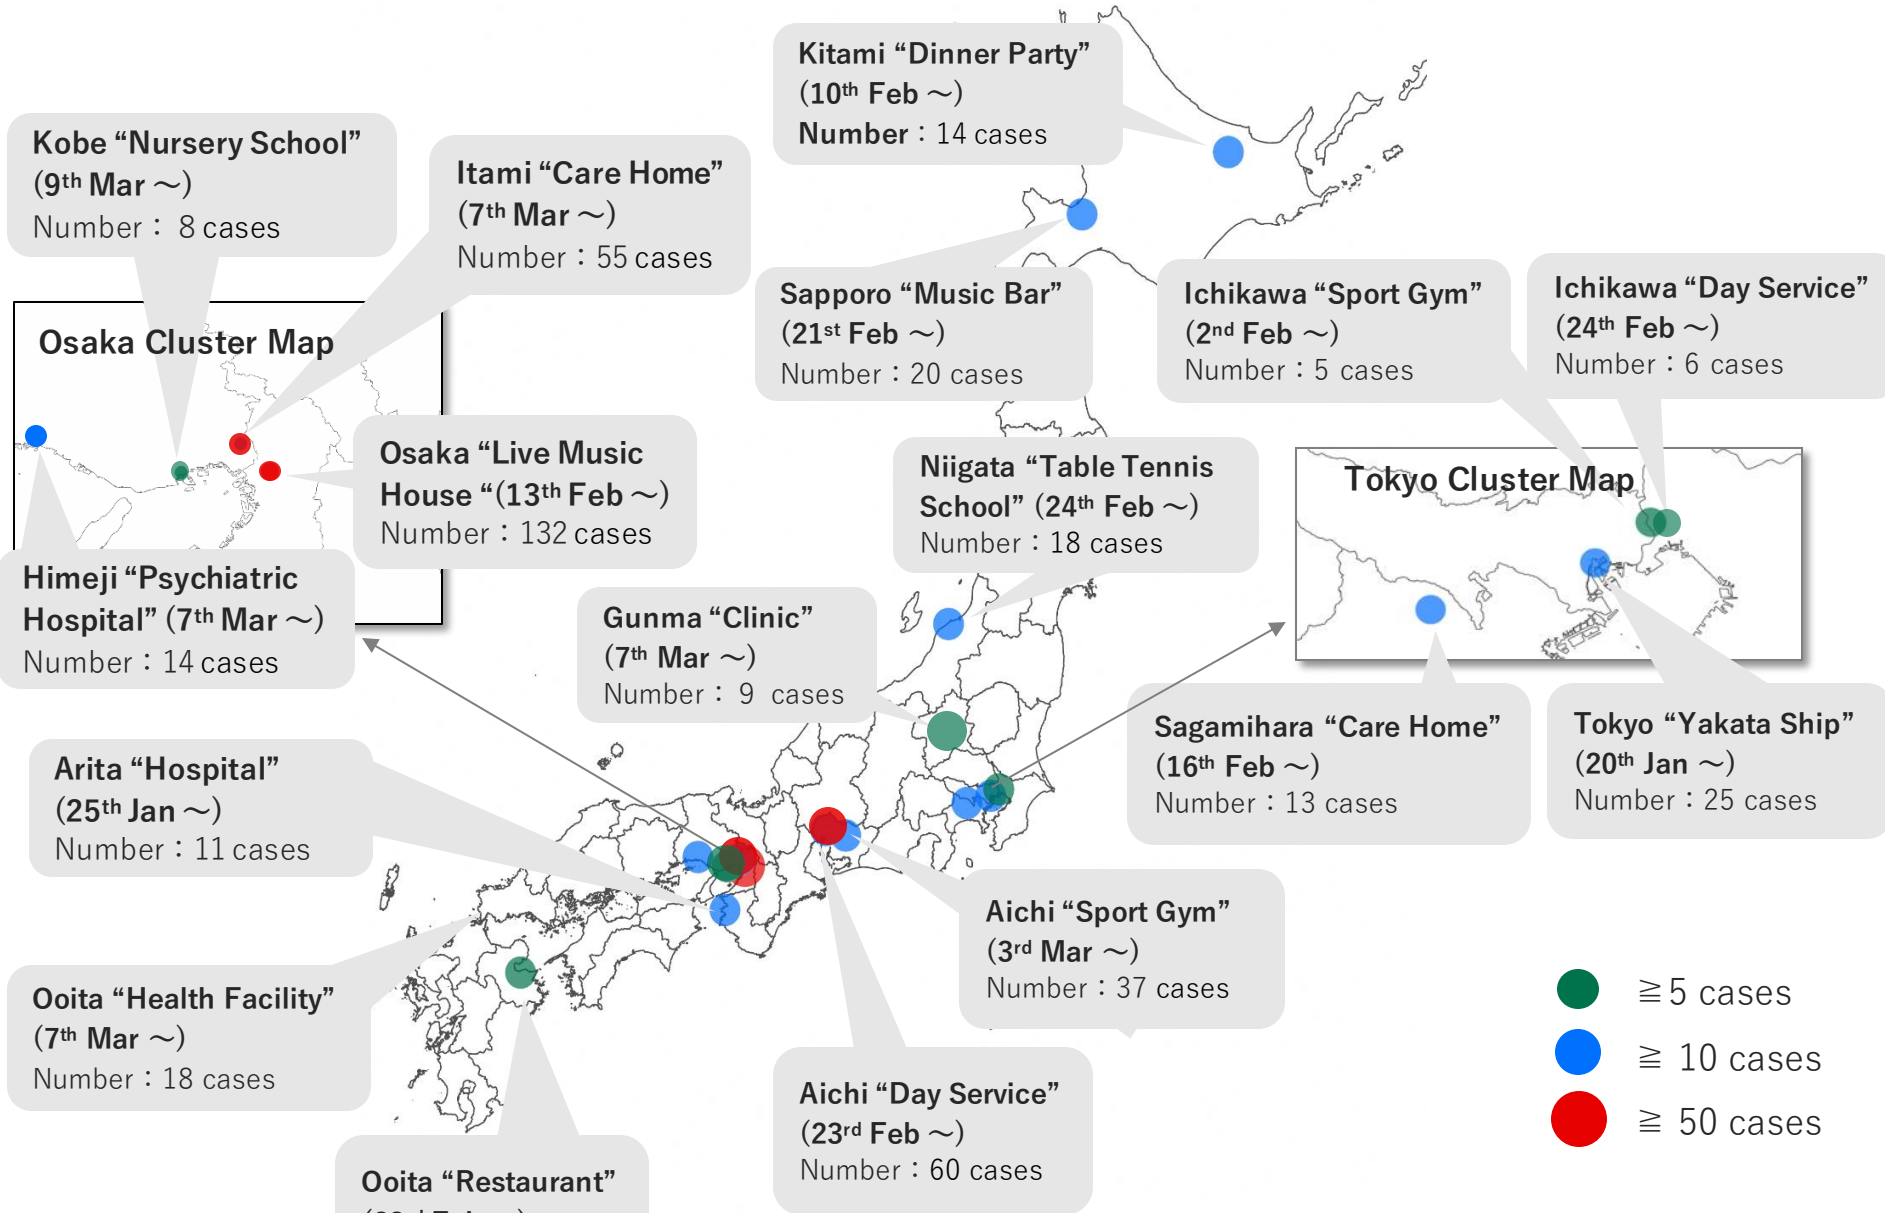 Kitami “Dinner Party”
(10th Feb ～)
Number：14 cases
Kobe “Nursery School”
(9th Mar ～)
Number： 8 cases
Itami “Care Home”
(7th Mar ～)
Number：55 cases
Sapporo “Music Bar”
(21st Feb ～)
Number：20 cases
Ichikawa “Sport Gym”
(2nd Feb ～)
Number：5 cases
Ichikawa “Day Service”
(24th Feb ～)
Number：6 cases
Osaka Cluster Map
Osaka “Live Music
House “(13th Feb ～)
Number：132 cases
Niigata “Table Tennis
School” (24th Feb ～)
Number：18 cases
Tokyo Cluster Map
Himeji “Psychiatric
Hospital” (7th Mar ～)
Number：14 cases
Gunma “Clinic”
(7th Mar ～)
Number： 9 cases
Sagamihara “Care Home”
(16th Feb ～)
Number：13 cases
Tokyo “Yakata Ship”
(20th Jan ～)
Number：25 cases
Arita “Hospital”
(25th Jan ～)
Number：11 cases
Aichi “Sport Gym”
(3rd Mar ～)
Number：37 cases
Ooita “Health Facility”
(7th Mar ～)
Number：18 cases
Aichi “Day Service”
(23rd Feb ～)
Number：60 cases
Ooita “Restaurant”
≧5 cases
≧ 10 cases
≧ 50 cases